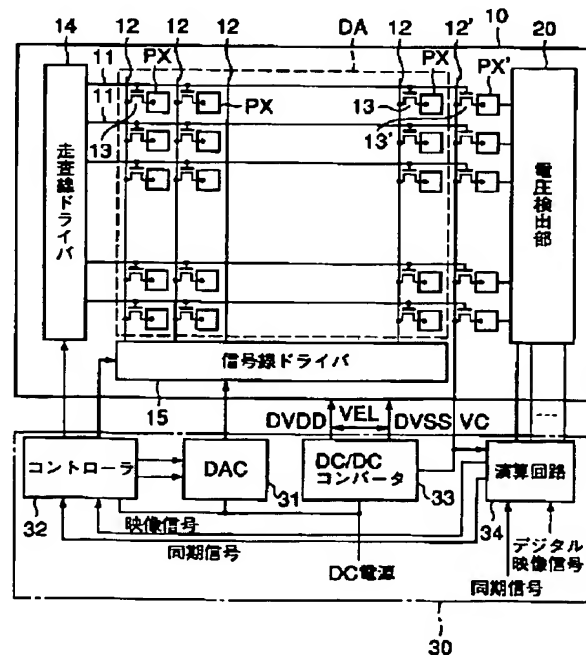 14
12
12
12
DA
12
12'
10
20
11
PX
PX
PX'
11
PX
13
13
13'
走査線ドライバ
電圧検出部
信号線ドライバ
15
DVDD
VEL
DVSS
VC
コントローラ
DAC
DC/DC
コンバータ
演算回路
32
31
33
34
映像信号
同期信号
DC電源
デジタル
映像信号
同期信号
30